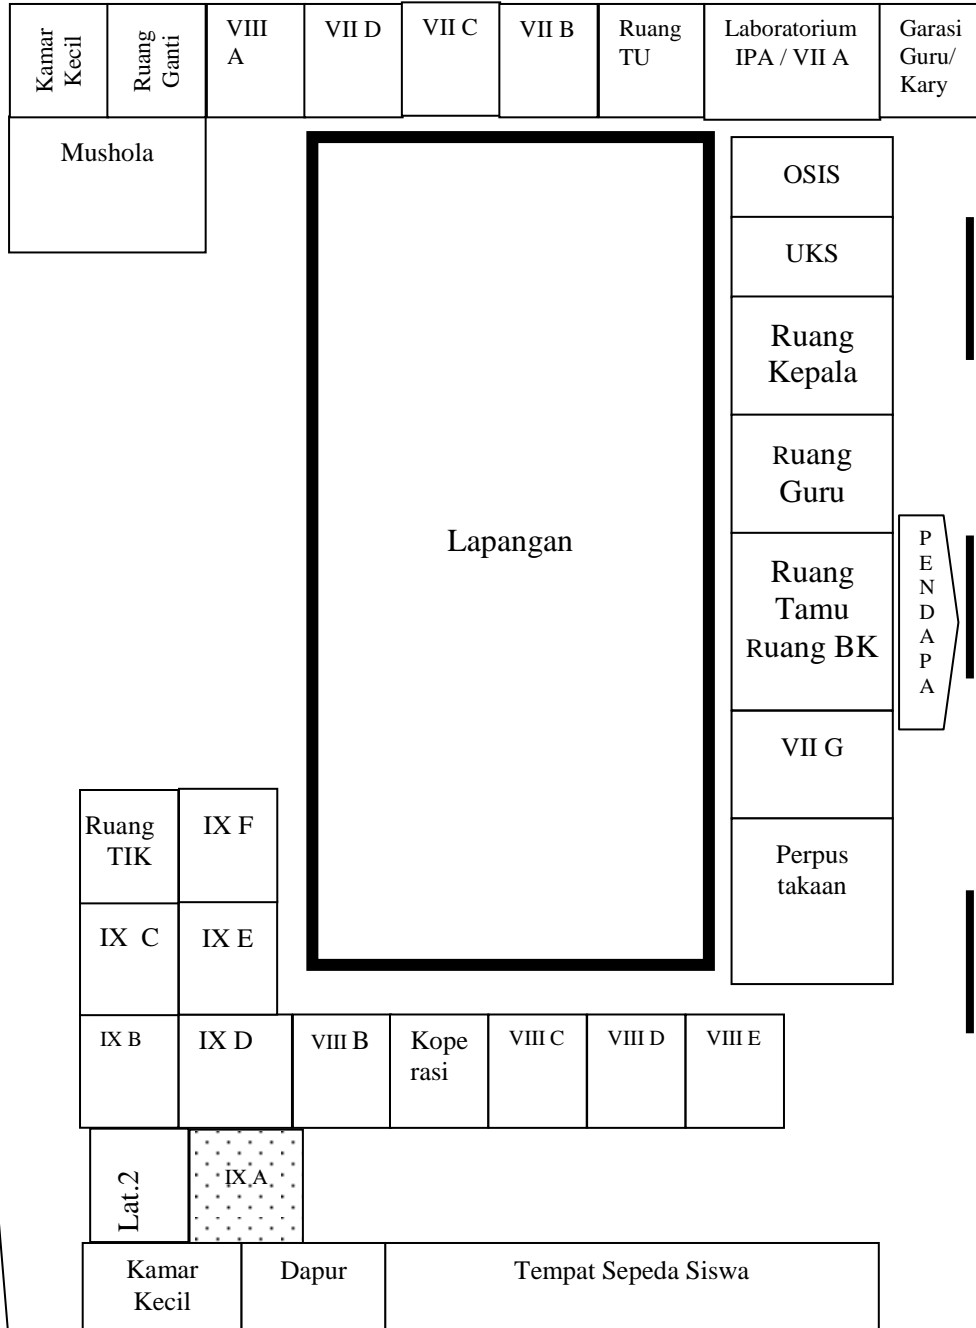 Kamar
Kecil
Ruang
Ganti
VIII
A
VII D
VII C
VII B
Ruang
TU
Laboratorium
IPA / VII A
Garasi
Guru/
Kary
Mushola
OSIS
UKS
Ruang
Kepala
Ruang
Guru
Lapangan
Ruang
Tamu
Ruang BK
PENDAPA
VII G
Ruang
TIK
IX F
Perpus
takaan
IX  C
IX E
IX B
IX D
VIII B
Kope
rasi
VIII C
VIII D
VIII E
Lat.2
IX A
Kamar
Kecil
Dapur
Tempat Sepeda Siswa